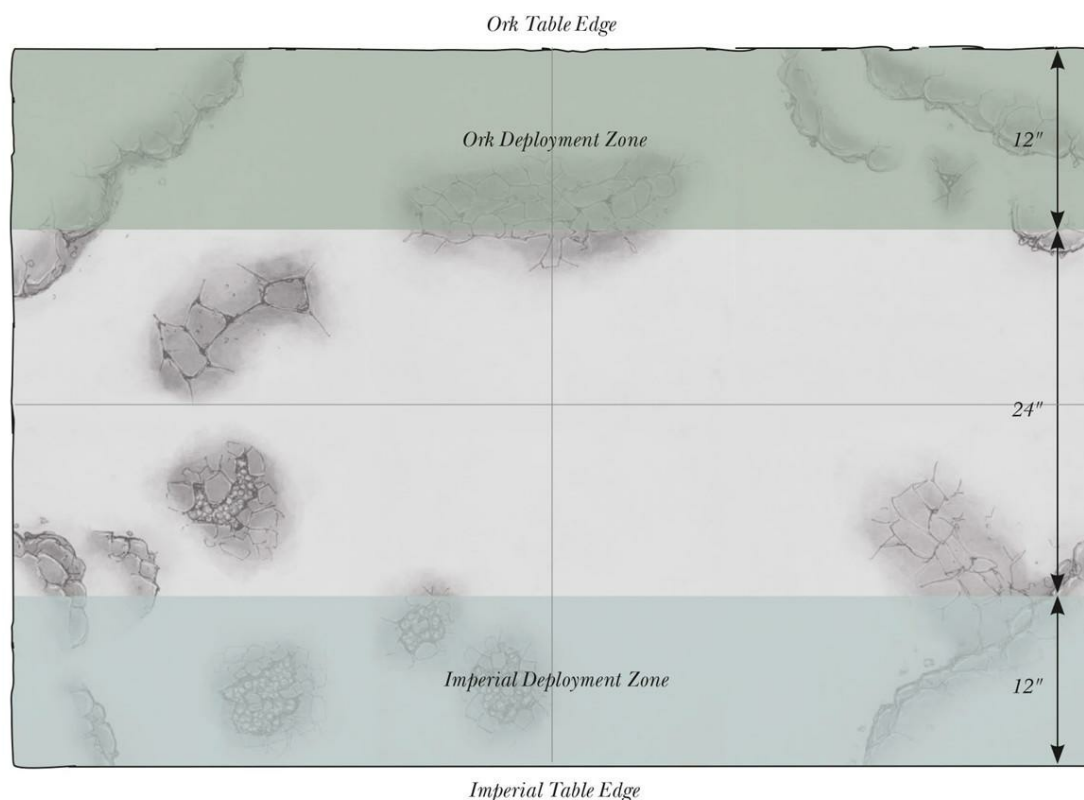 Ork Table Edge
Ork Deployment Zone
12"
24"
Imperial Deployment Zone
12"
Imperial Table Edge